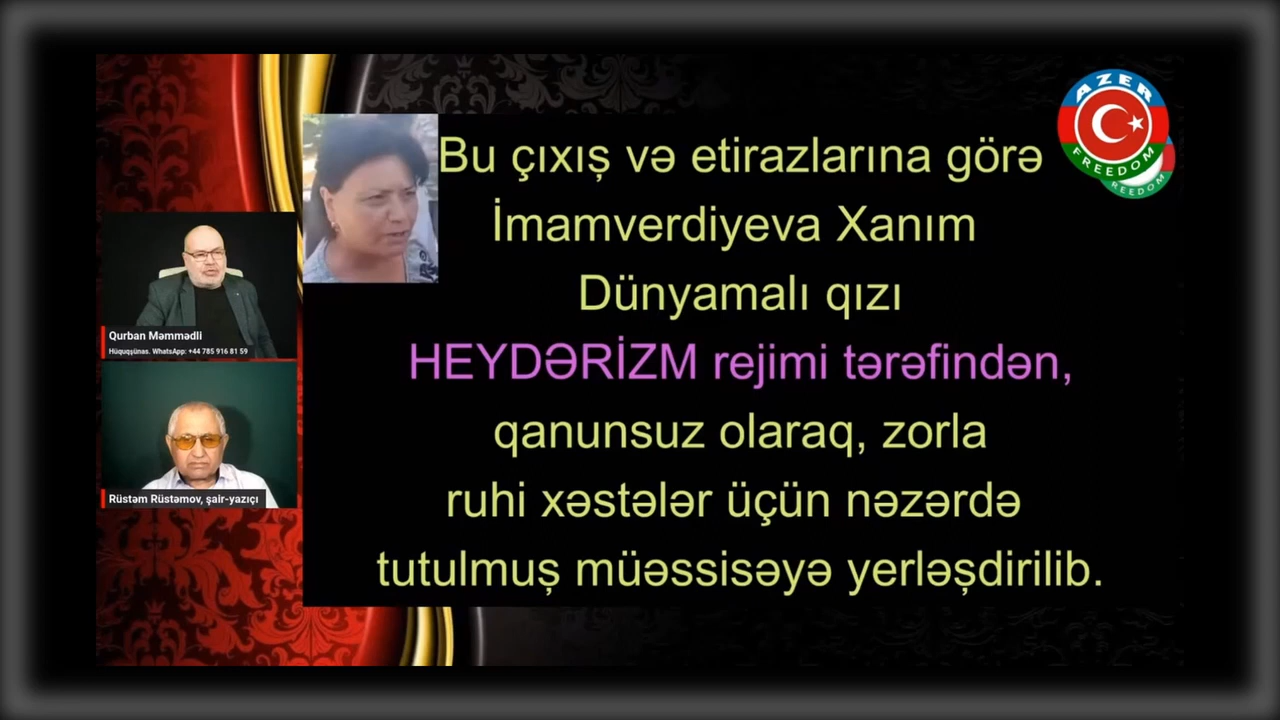 AZER
FREEDOM
REEDOM
Bu çıxış və etirazlarına görə
İmamverdiyeva Xanım
Dünyamalı qızı
HEYDƏRİZM rejimi tərəfindən,
qanunsuz olaraq, zorla
ruhi xəstələr üçün nəzərdə
tutulmuş müəssisəyə yerləşdirilib.
Qurban Məmmədli
Hüquqşünas. WhatsApp: +44 785 916 81 59
Rüstəm Rüstəmov, şair-yazıçı